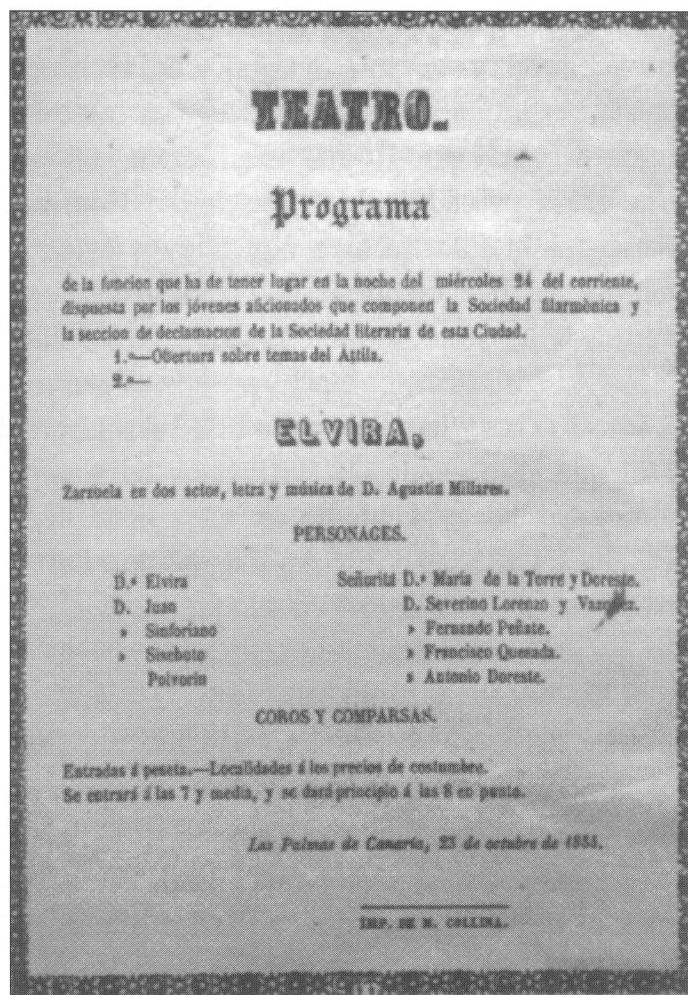 TEATRO.
Programa
de la funcion que ha de tener lugar en la noche del miércoles 24 del corriente,
dispuesta por los jóvenes aficionados que componen la Sociedad filarmònica y
la seccion de declamacion de la Sociedad literaria de esta Ciudad.
1.º—Obertura sobre temas del Attila.
2.º—
ELVIRA,
Zarzuela en dos actos, letra y música de D. Agustin Millares.
PERSONAGES.
D.ª Elvira Señorita D.ª Maria de la Torre y Doreste.
D. Juan D. Severino Lorenzo y Vazquez.
» Sinforiano » Fernando Peñate.
» Sisebuto » Francisco Quesada.
Polvorin » Antonio Doreste.
COROS Y COMPARSAS.
Entradas á peseta.—Localidades á los precios de costumbre.
Se entrará á las 7 y media, y se dará principio á las 8 en punto.
Las Palmas de Canaria, 23 de octubre de 1855.
IMP. DE M. COLLINA.